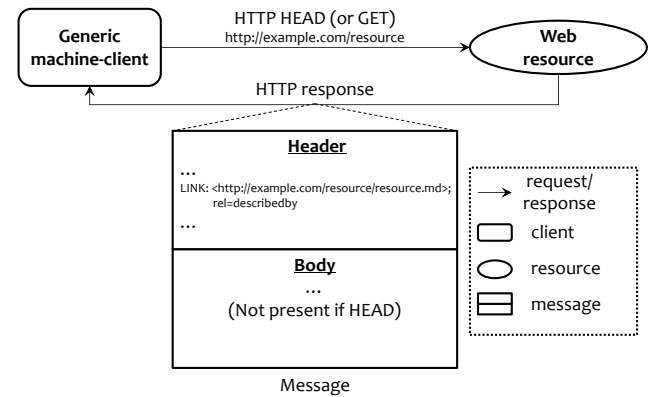 HTTP HEAD (or GET)
http://example.com/resource
Generic
machine-client
Web
resource
HTTP response
Header
...
LINK: <http://example.com/resource/resource.md>;
rel=describedby
...
Body
...
(Not present if HEAD)
Message
request/
response
client
resource
message